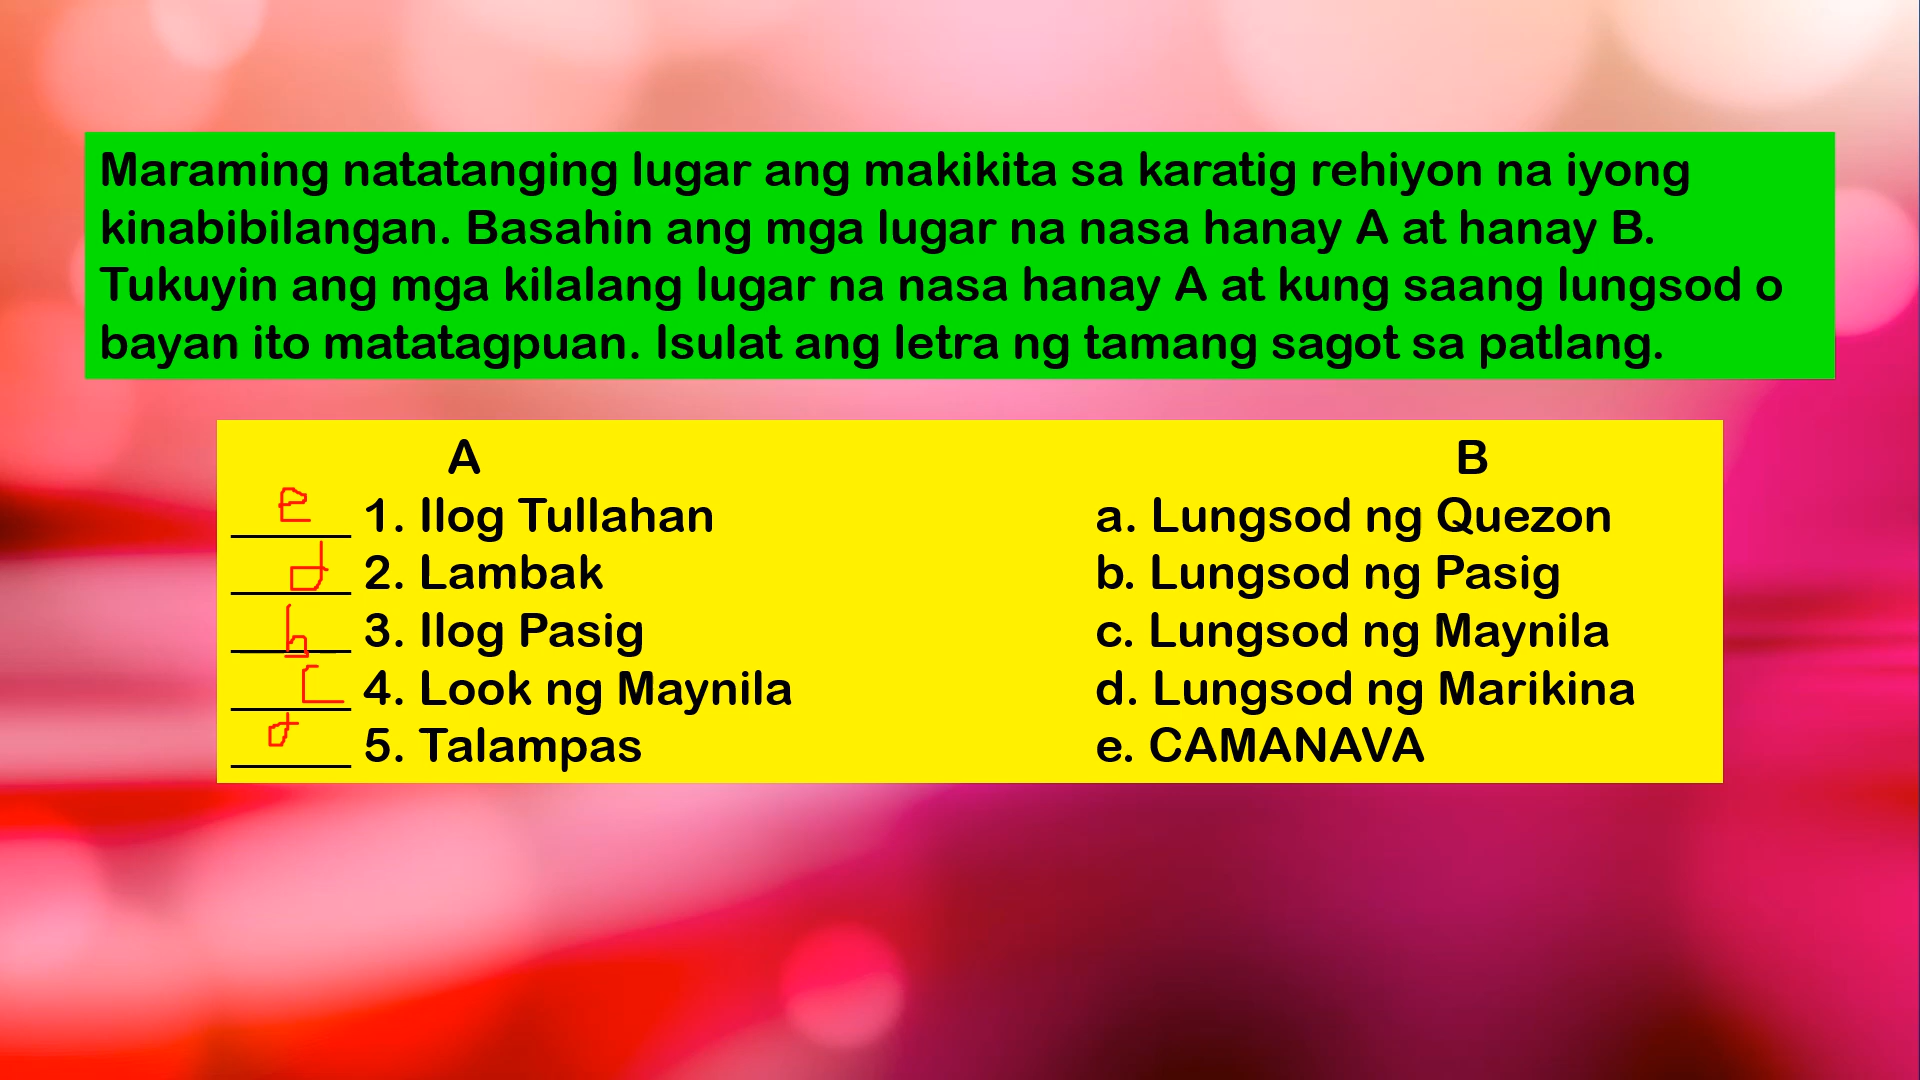 Maraming natatanging lugar ang makikita sa karatig rehiyon na iyong
kinabibilangan. Basahin ang mga lugar na nasa hanay A at hanay B.
Tukuyin ang mga kilalang lugar na nasa hanay A at kung saang lungsod o
bayan ito matatagpuan. Isulat ang letra ng tamang sagot sa patlang.
A B
e 1. Ilog Tullahan a. Lungsod ng Quezon
d 2. Lambak b. Lungsod ng Pasig
b 3. Ilog Pasig c. Lungsod ng Maynila
c 4. Look ng Maynila d. Lungsod ng Marikina
5. Talampas e. CAMANAVA